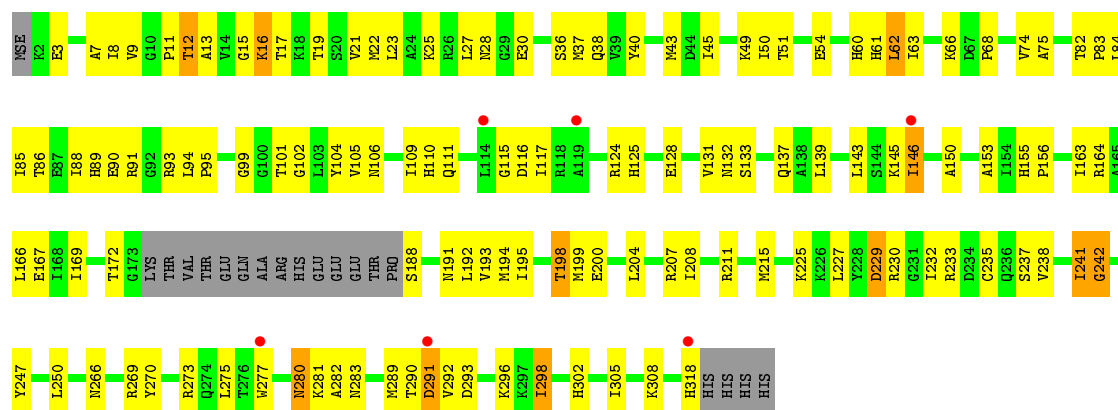 MSE K2 E3 A7 I8 V9 G10 P11 T12 A13 V14 G15 K16 T17 K18 T19 S20 V21 M22 L23 A24 K25 R26 L27 N28 G29 E30 S36 M37 Q38 V39 Y40 M43 D44 I45 K49 I50 T51 E54 H60 H61 L62 I63 K66 D67 P68 V74 A75 T82 P83
I85 T86 E87 I88 H89 E90 R91 G92 R93 L94 P95 G99 G100 T101 G102 L103 Y104 V105 N106 I109 H110 Q111 L114 G115 D116 I117 R118 A119 R124 H125 E128 V131 N132 S133 Q137 A138 L139 L143 S144 K145 I146 A150 A153 I154 H155 P156 I163 R164
L166 E167 I168 I169 T172 G173 LYS THR VAL THR GLU GLN ALA ARG HIS GLU GLU GLU THR PRO S188 N191 L192 V193 M194 I195 T198 M199 E200 L204 R207 I208 R211 M215 K225 K226 L227 Y228 D229 R230 G231 I232 R233 D234 C235 Q236 S237 V238 I241 G242
Y247 L250 N266 R269 Y270 R273 Q274 L275 T276 W277 N280 K281 A282 N283 M289 T290 D291 V292 D293 K296 K297 I298 H302 I305 K308 H318 HIS HIS HIS HIS